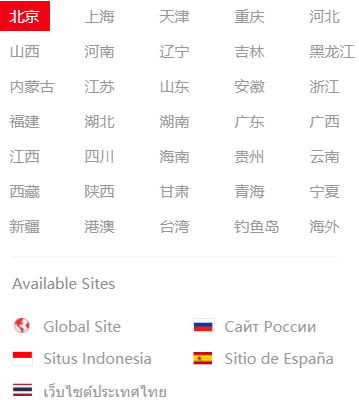 北京 上海 天津 重庆 河北
山西 河南 辽宁 吉林 黑龙江
内蒙古 江苏 山东 安徽 浙江
福建 湖北 湖南 广东 广西
江西 四川 海南 贵州 云南
西藏 陕西 甘肃 青海 宁夏
新疆 港澳 台湾 钓鱼岛 海外
Available Sites
Global Site Сайт России
Situs Indonesia Sitio de España
เว็บไซต์ประเทศไทย